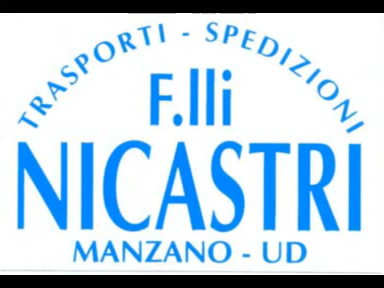 TRASPORTI - SPEDIZIONI
F.lli
NICASTRI
MANZANO - UD